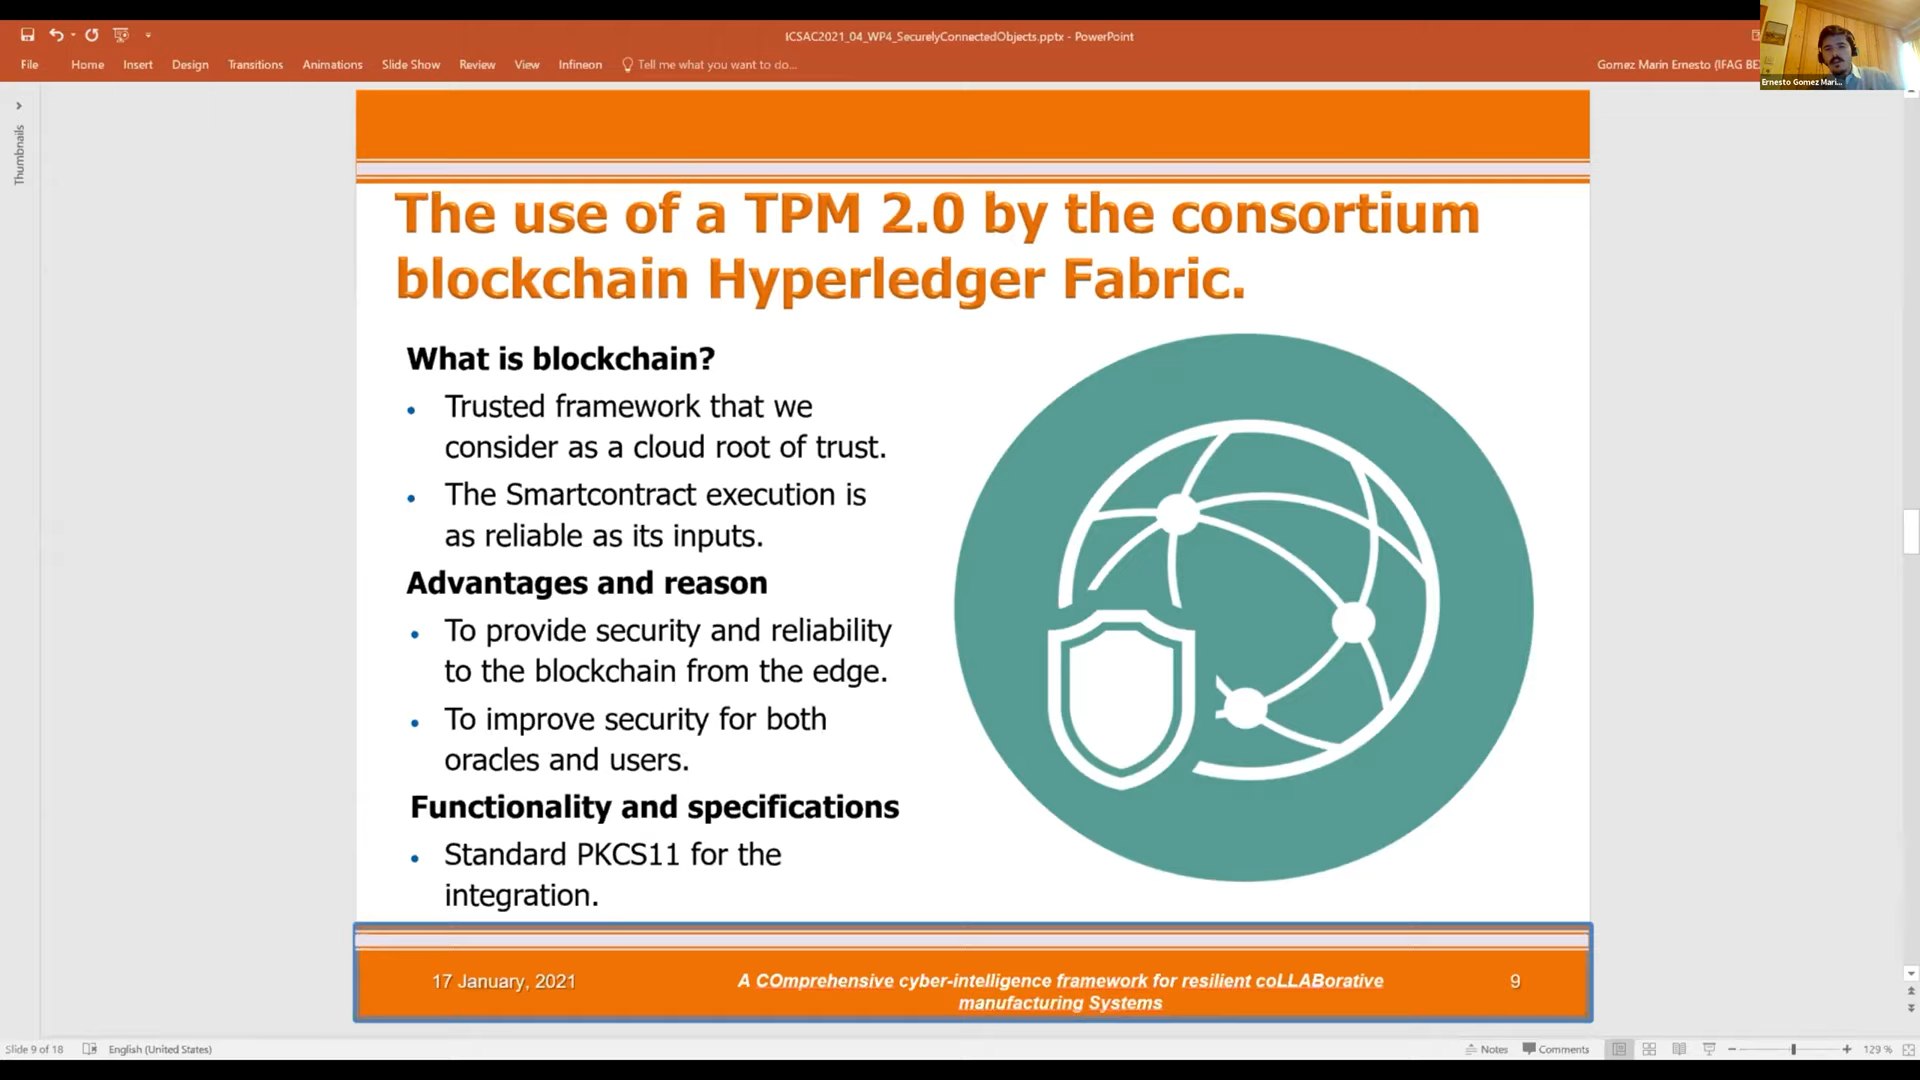 ICSAC2021_04_WP4_SecurelyConnectedObjects.pptx - PowerPoint
File Home Insert Design Transitions Animations Slide Show Review View Infineon Tell me what you want to do...
Gomez Marin Ernesto (IFAG BE
Ernesto Gomez Mari...
Thumbnails
The use of a TPM 2.0 by the consortium
blockchain Hyperledger Fabric.
What is blockchain?
• Trusted framework that we
consider as a cloud root of trust.
• The Smartcontract execution is
as reliable as its inputs.
Advantages and reason
• To provide security and reliability
to the blockchain from the edge.
• To improve security for both
oracles and users.
Functionality and specifications
• Standard PKCS11 for the
integration.
17 January, 2021
A COmprehensive cyber-intelligence framework for resilient coLLABorative
manufacturing Systems
9
Slide 9 of 18 English (United States) Notes Comments 129 %